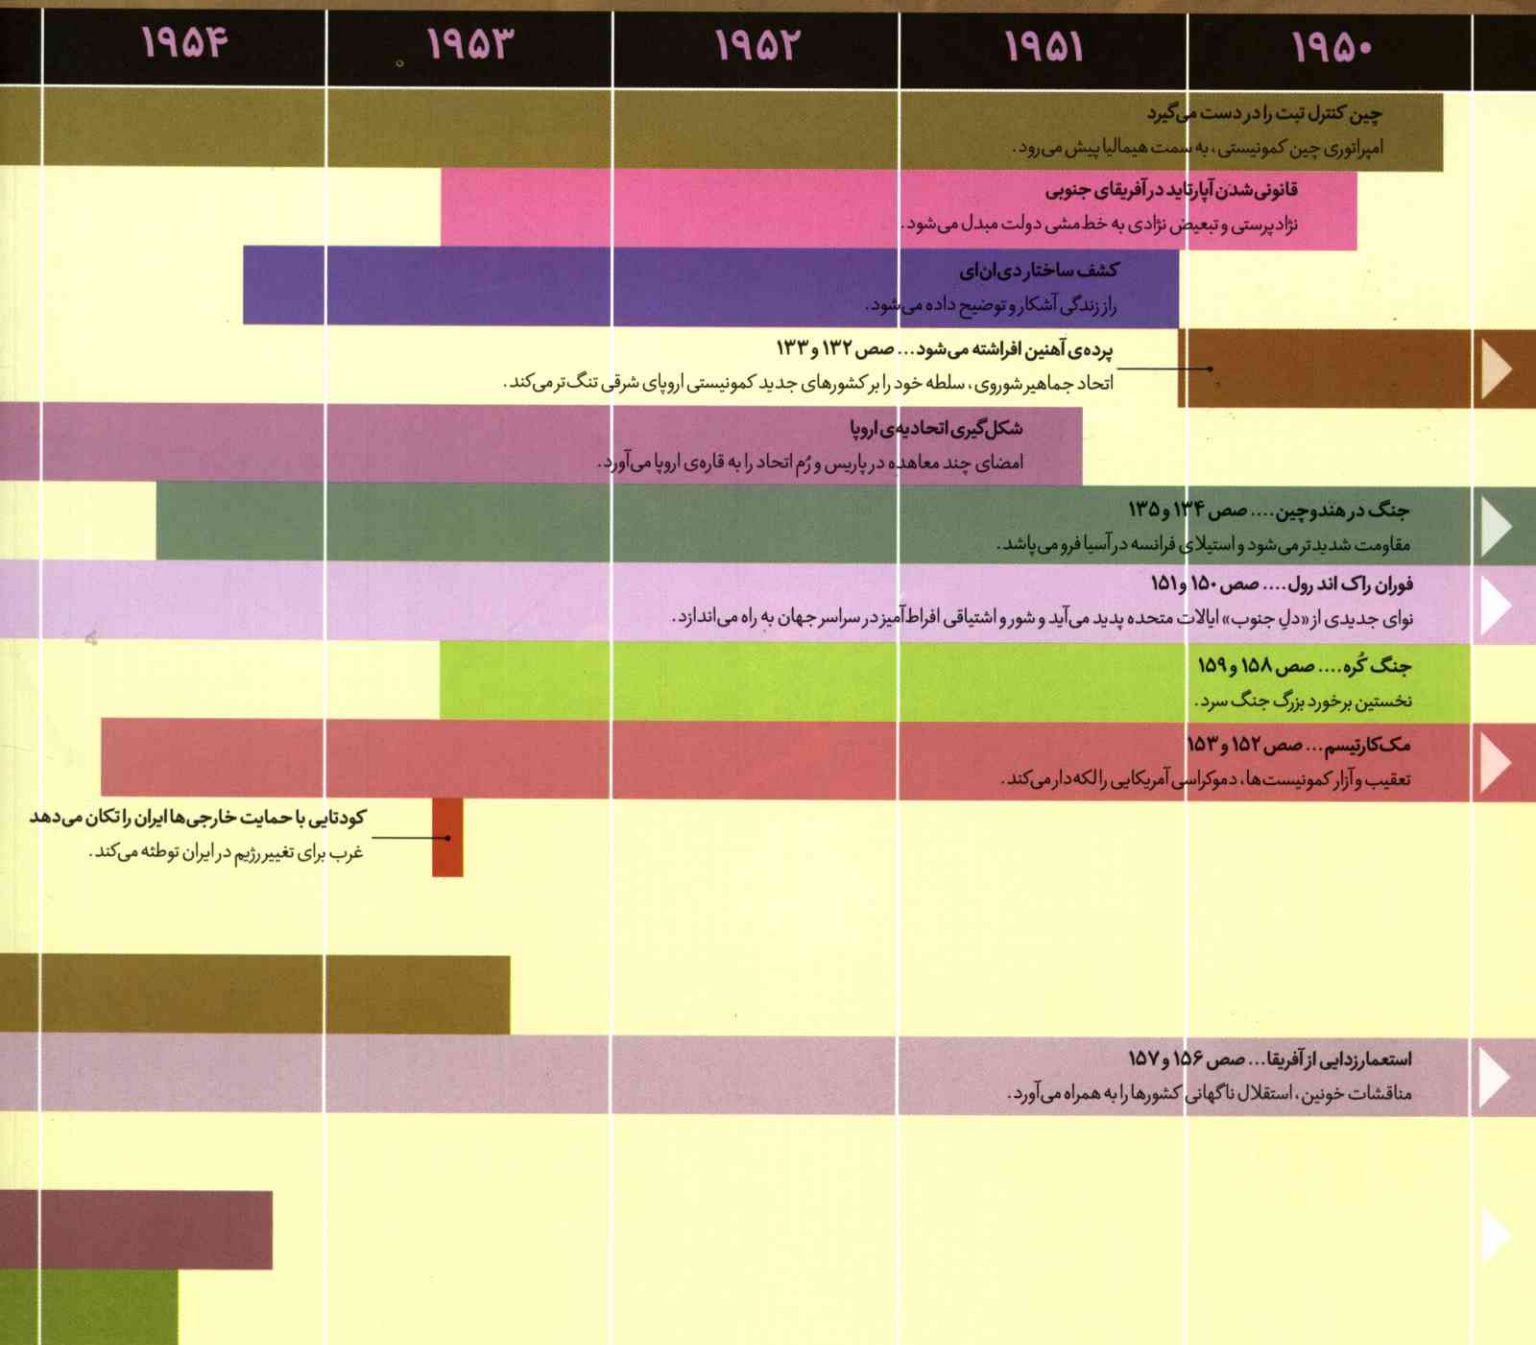 ۱۹۵۰ ۱۹۵۱ ۱۹۵۲ ۱۹۵۳ ۱۹۵۴
چین کنترل تبت را در دست می‌گیرد
امپراتوری چین کمونیستی، به سمت هیمالیا پیش می‌رود.
قانونی‌شدن آپارتاید در آفریقای جنوبی
نژادپرستی و تبعیض نژادی به خط‌مشی دولت مبدل می‌شود.
کشف ساختار دی‌ان‌ای
راز زندگی آشکار و توضیح داده می‌شود.
پرده‌ی آهنین افراشته می‌شود... صص ۱۳۲ و ۱۳۳
اتحاد جماهیر شوروی، سلطه خود را بر کشورهای جدید کمونیستی اروپای شرقی تنگ‌تر می‌کند.
شکل‌گیری اتحادیه‌ی اروپا
امضای چند معاهده در پاریس و رُم اتحاد را به قاره‌ی اروپا می‌آورد.
جنگ در هندوچین.... صص ۱۳۴ و ۱۳۵
مقاومت شدیدتر می‌شود و استیلای فرانسه در آسیا فرو می‌پاشد.
فوران راک اند رول.... صص ۱۵۰ و ۱۵۱
نوای جدیدی از «دلِ جنوب» ایالات متحده پدید می‌آید و شور و اشتیاقی افراط‌آمیز در سراسر جهان به راه می‌اندازد.
جنگ کُره.... صص ۱۵۸ و ۱۵۹
نخستین برخورد بزرگ جنگ سرد.
مک‌کارتیسم... صص ۱۵۲ و ۱۵۳
تعقیب و آزار کمونیست‌ها، دموکراسی آمریکایی را لکه‌دار می‌کند.
کودتایی با حمایت خارجی‌ها ایران را تکان می‌دهد
غرب برای تغییر رژیم در ایران توطئه می‌کند.
استعمارزدایی از آفریقا... صص ۱۵۶ و ۱۵۷
مناقشات خونین، استقلال ناگهانی کشورها را به همراه می‌آورد.